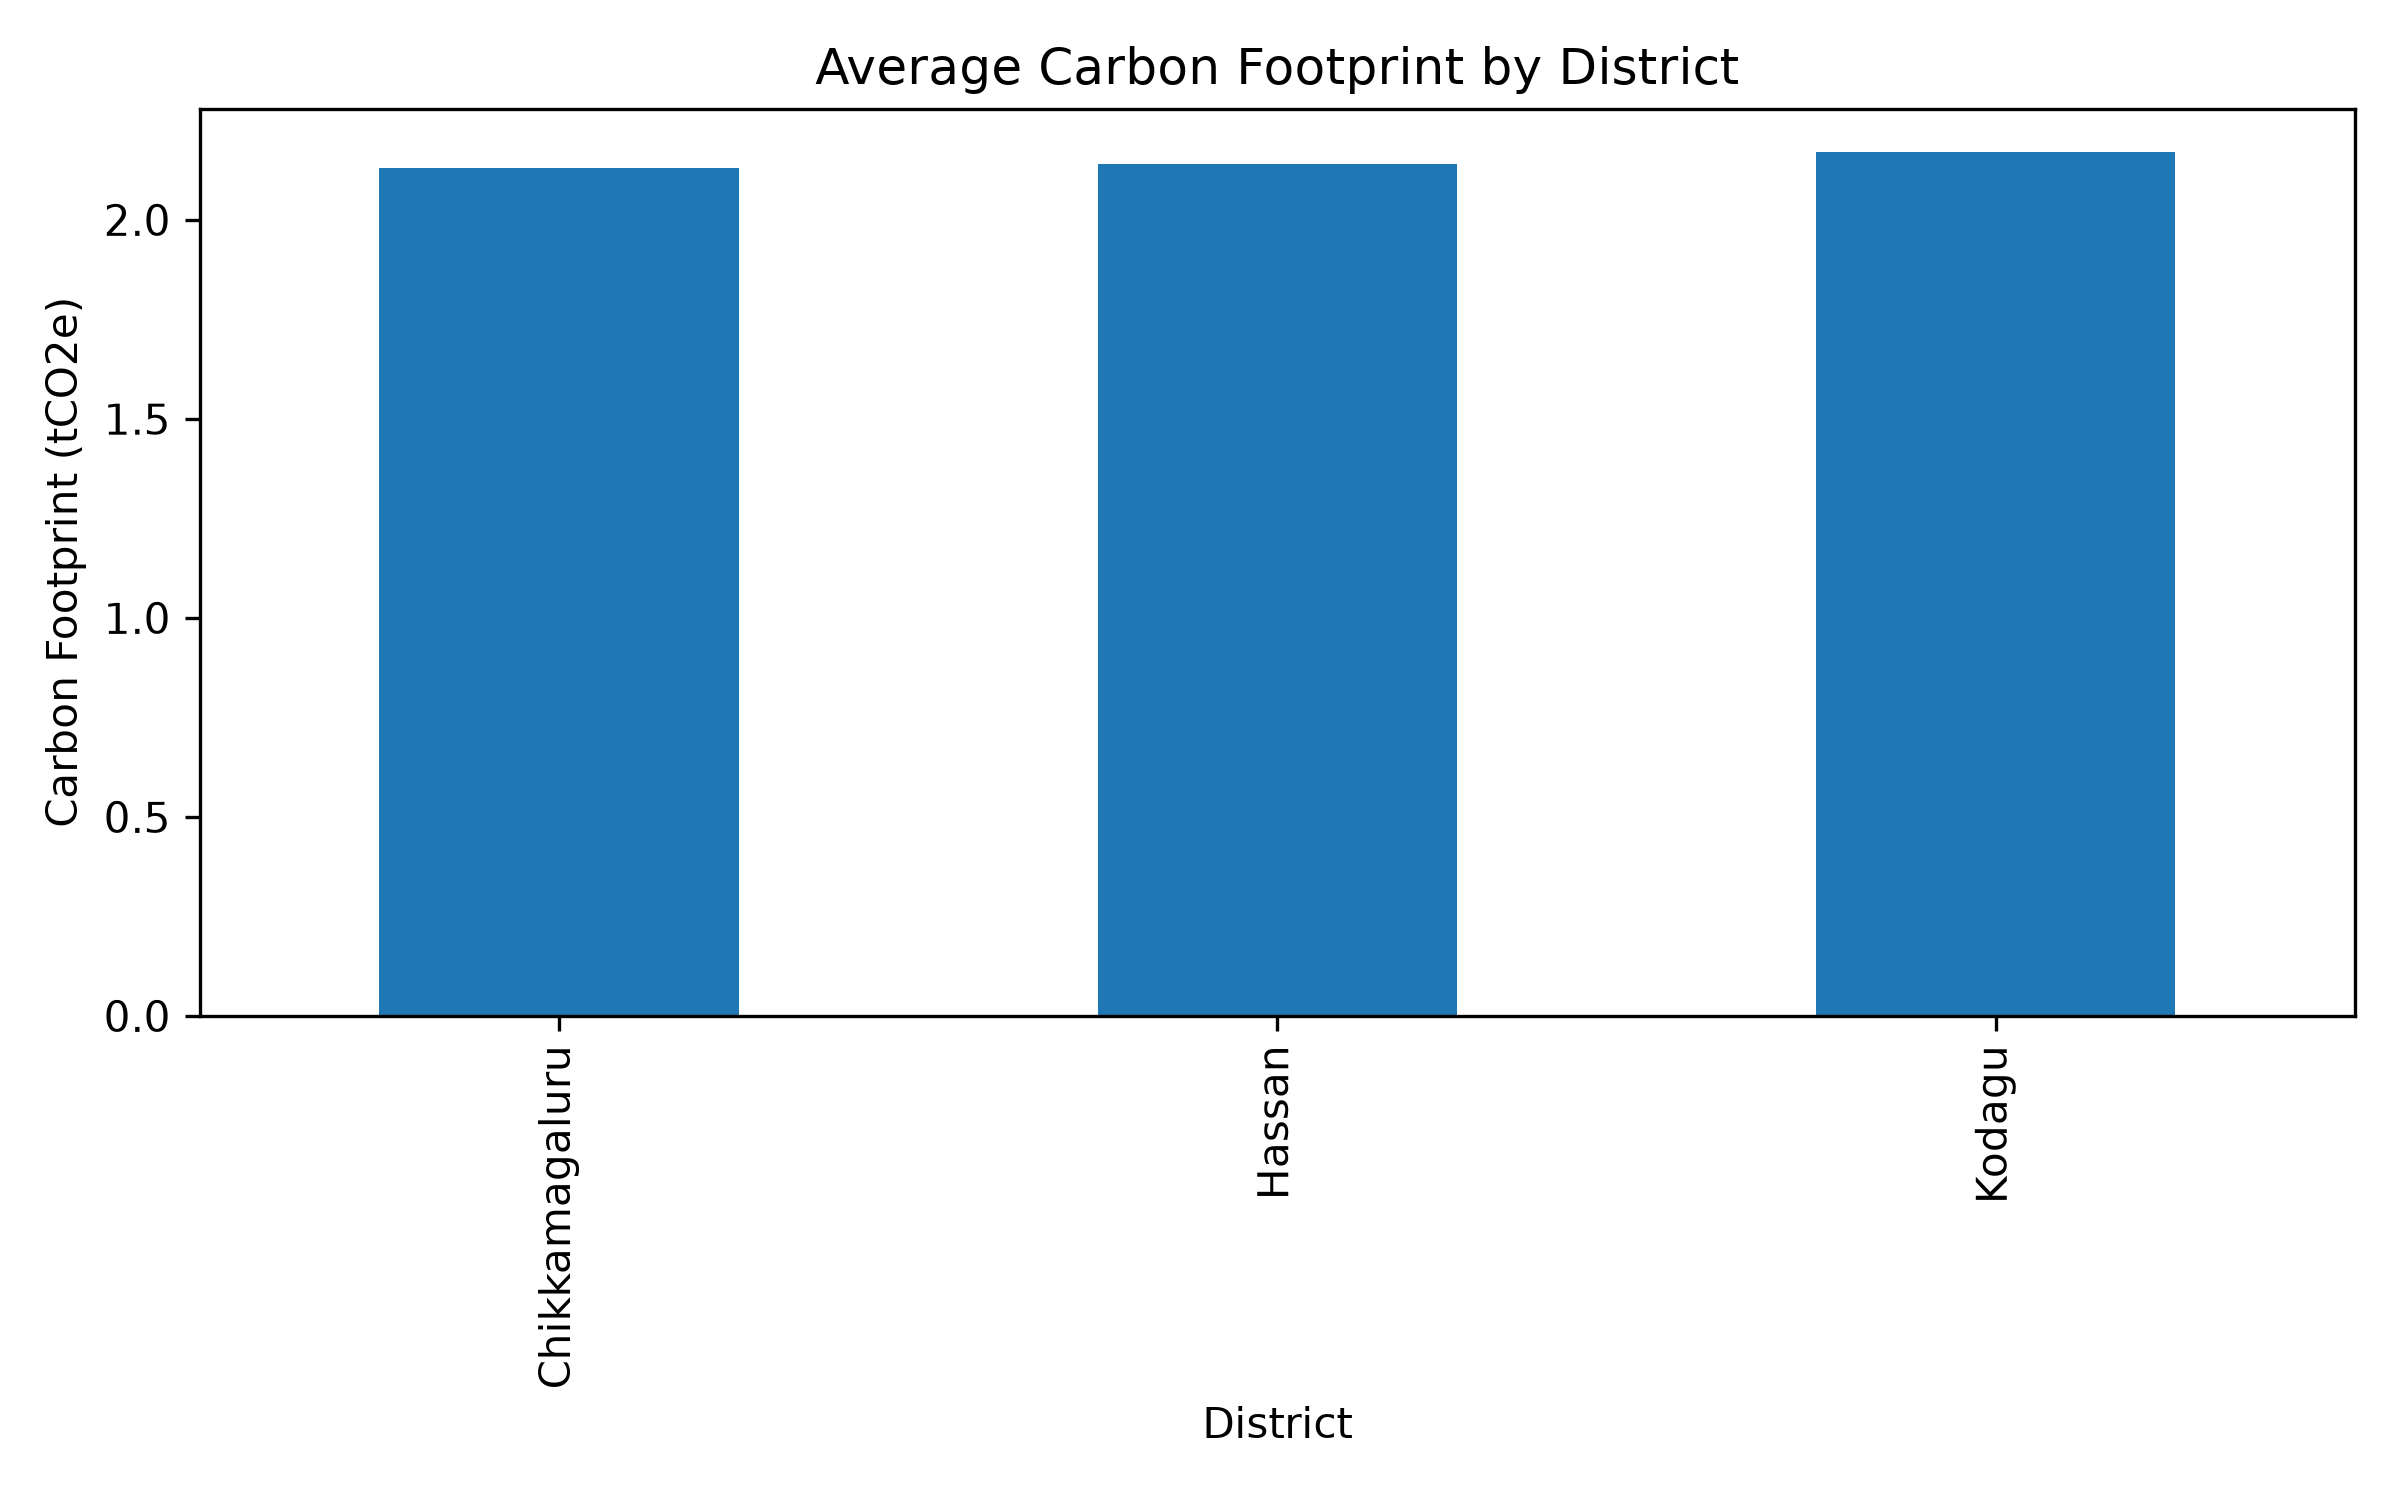 Average Carbon Footprint by District
Carbon Footprint (tCO2e)
2.0
1.5
1.0
0.5
0.0
Chikkamagaluru
Hassan
Kodagu
District